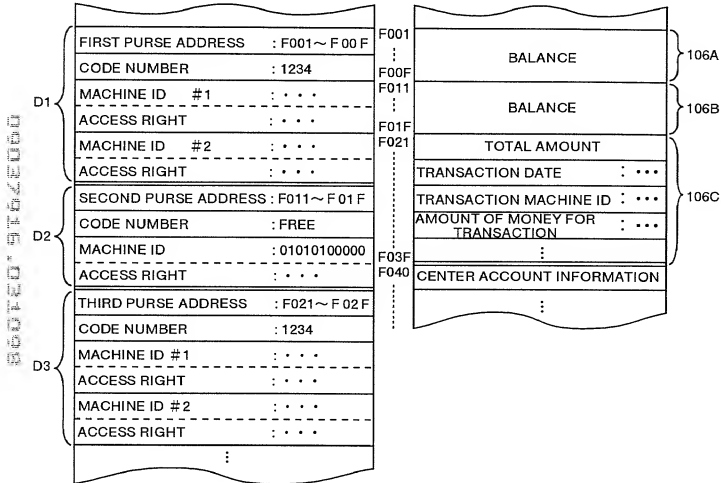 D1
FIRST PURSE ADDRESS : F001~F00F
CODE NUMBER : 1234
MACHINE ID #1 : · · ·
ACCESS RIGHT : · · ·
MACHINE ID #2 : · · ·
ACCESS RIGHT : · · ·
D2
SECOND PURSE ADDRESS : F011~F01F
CODE NUMBER : FREE
MACHINE ID : 01010100000
ACCESS RIGHT : · · ·
D3
THIRD PURSE ADDRESS : F021~F02F
CODE NUMBER : 1234
MACHINE ID #1 : · · ·
ACCESS RIGHT : · · ·
MACHINE ID #2 : · · ·
ACCESS RIGHT : · · ·
⋮
F001
F00F
BALANCE
106A
F011
F01F
BALANCE
106B
F021
TOTAL AMOUNT
TRANSACTION DATE : ···
TRANSACTION MACHINE ID : ···
AMOUNT OF MONEY FOR
TRANSACTION : ···
⋮
F03F
106C
F040
CENTER ACCOUNT INFORMATION
⋮